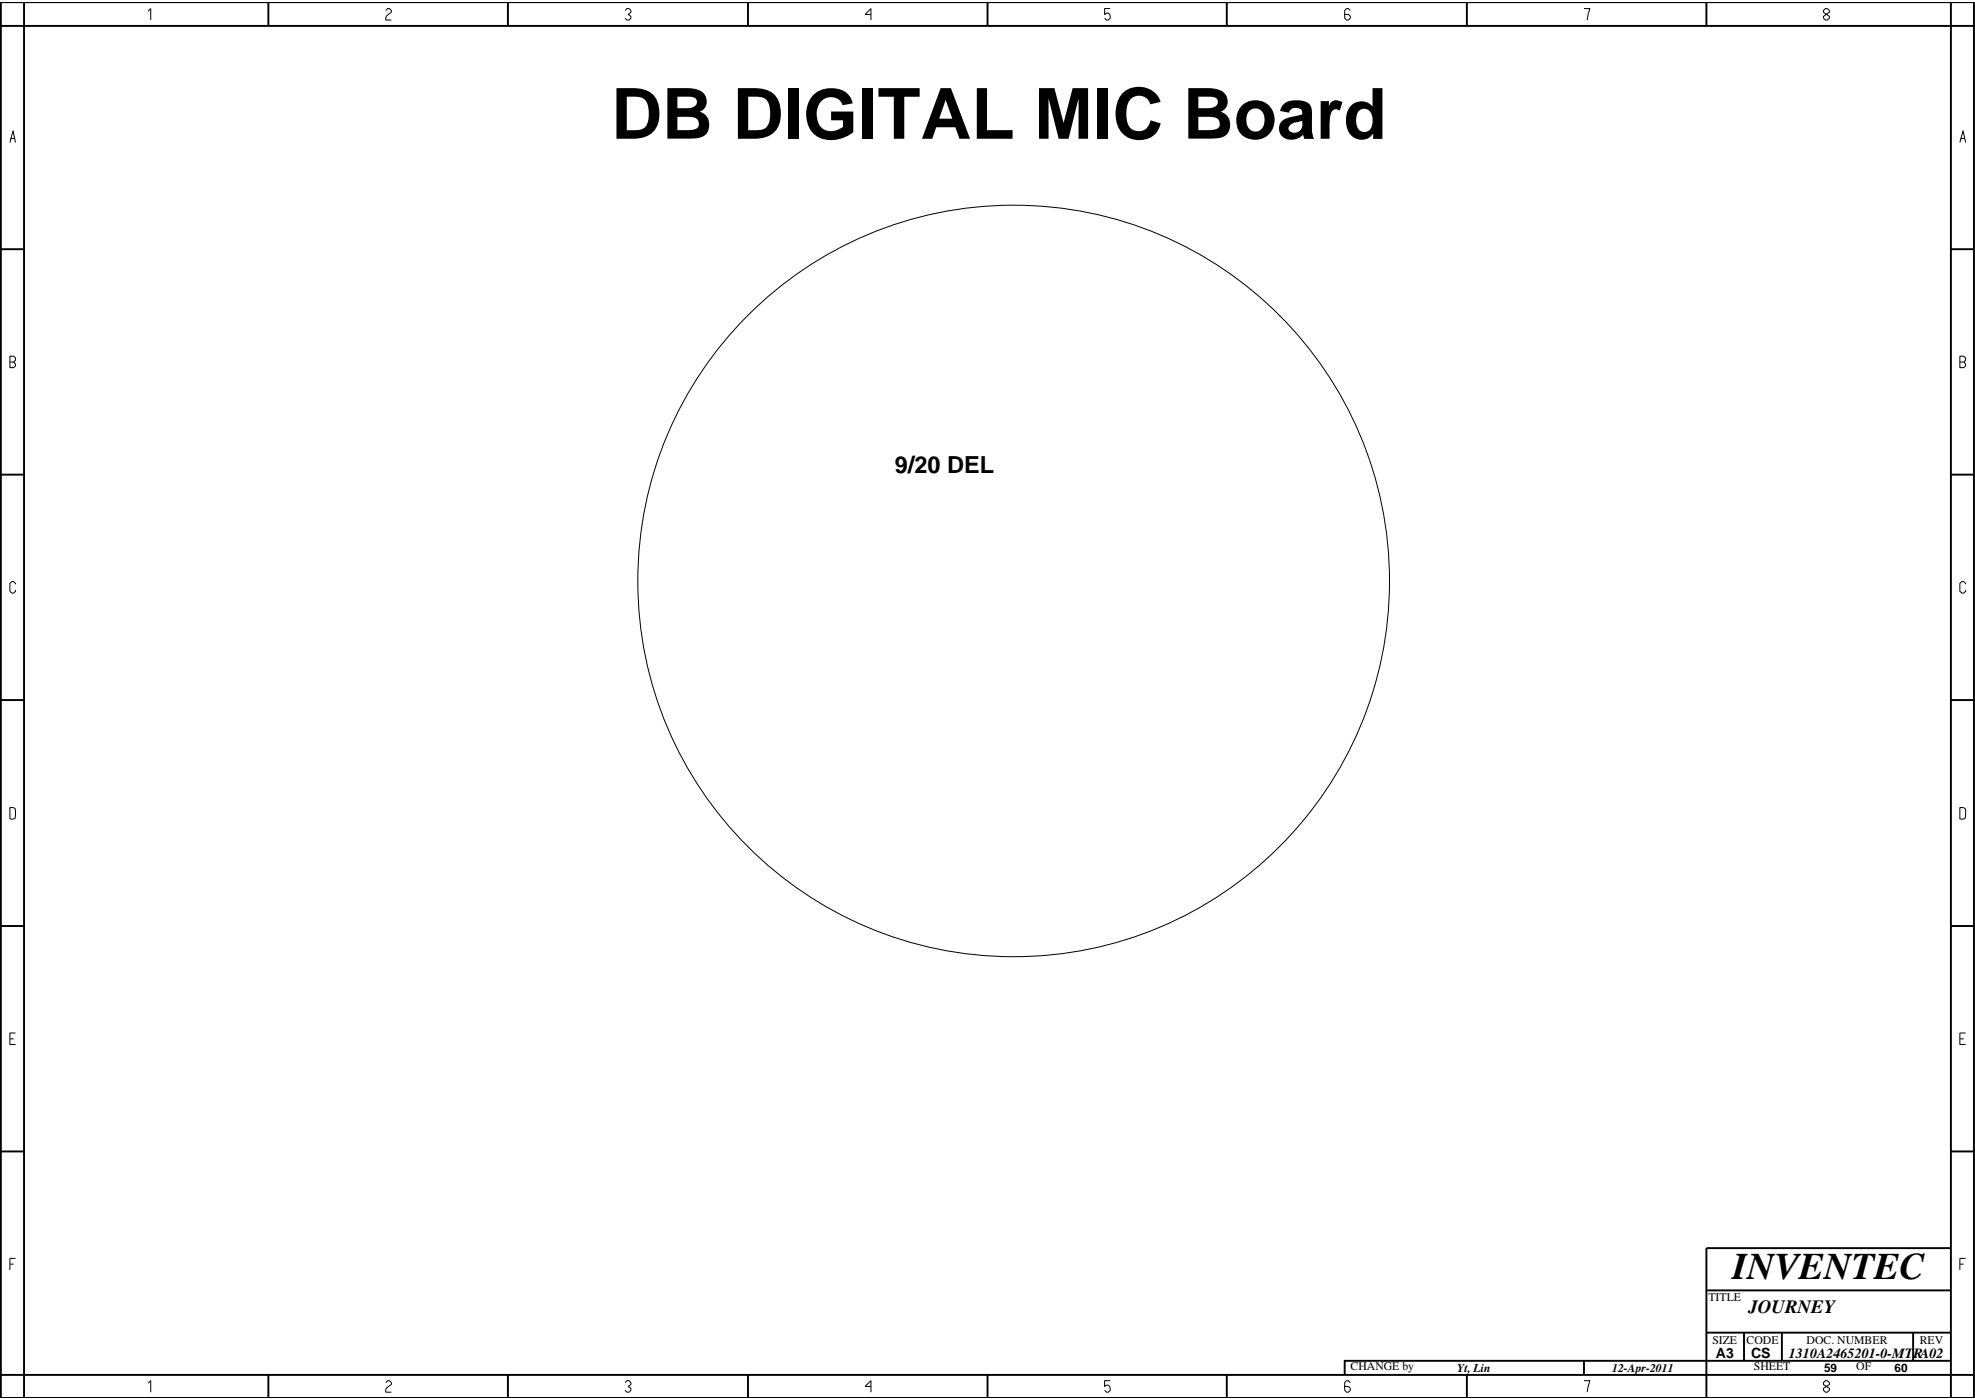 1 2 3 4 5 6 7 8
DB DIGITAL MIC Board
A A
B B
9/20 DEL
C C
D D
E E
F F
INVENTEC
TITLE JOURNEY
SIZE CODE DOC. NUMBER REV
A3 CS 1310A2465201-0-MTR A02
CHANGE by Yt, Lin 12-Apr-2011 SHEET 59 OF 60
1 2 3 4 5 6 7 8